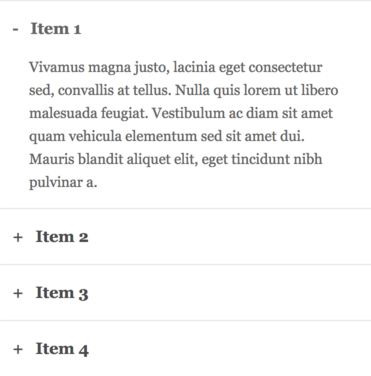 - Item 1
Vivamus magna justo, lacinia eget consectetur
sed, convallis at tellus. Nulla quis lorem ut libero
malesuada feugiat. Vestibulum ac diam sit amet
quam vehicula elementum sed sit amet dui.
Mauris blandit aliquet elit, eget tincidunt nibh
pulvinar a.
+ Item 2
+ Item 3
+ Item 4